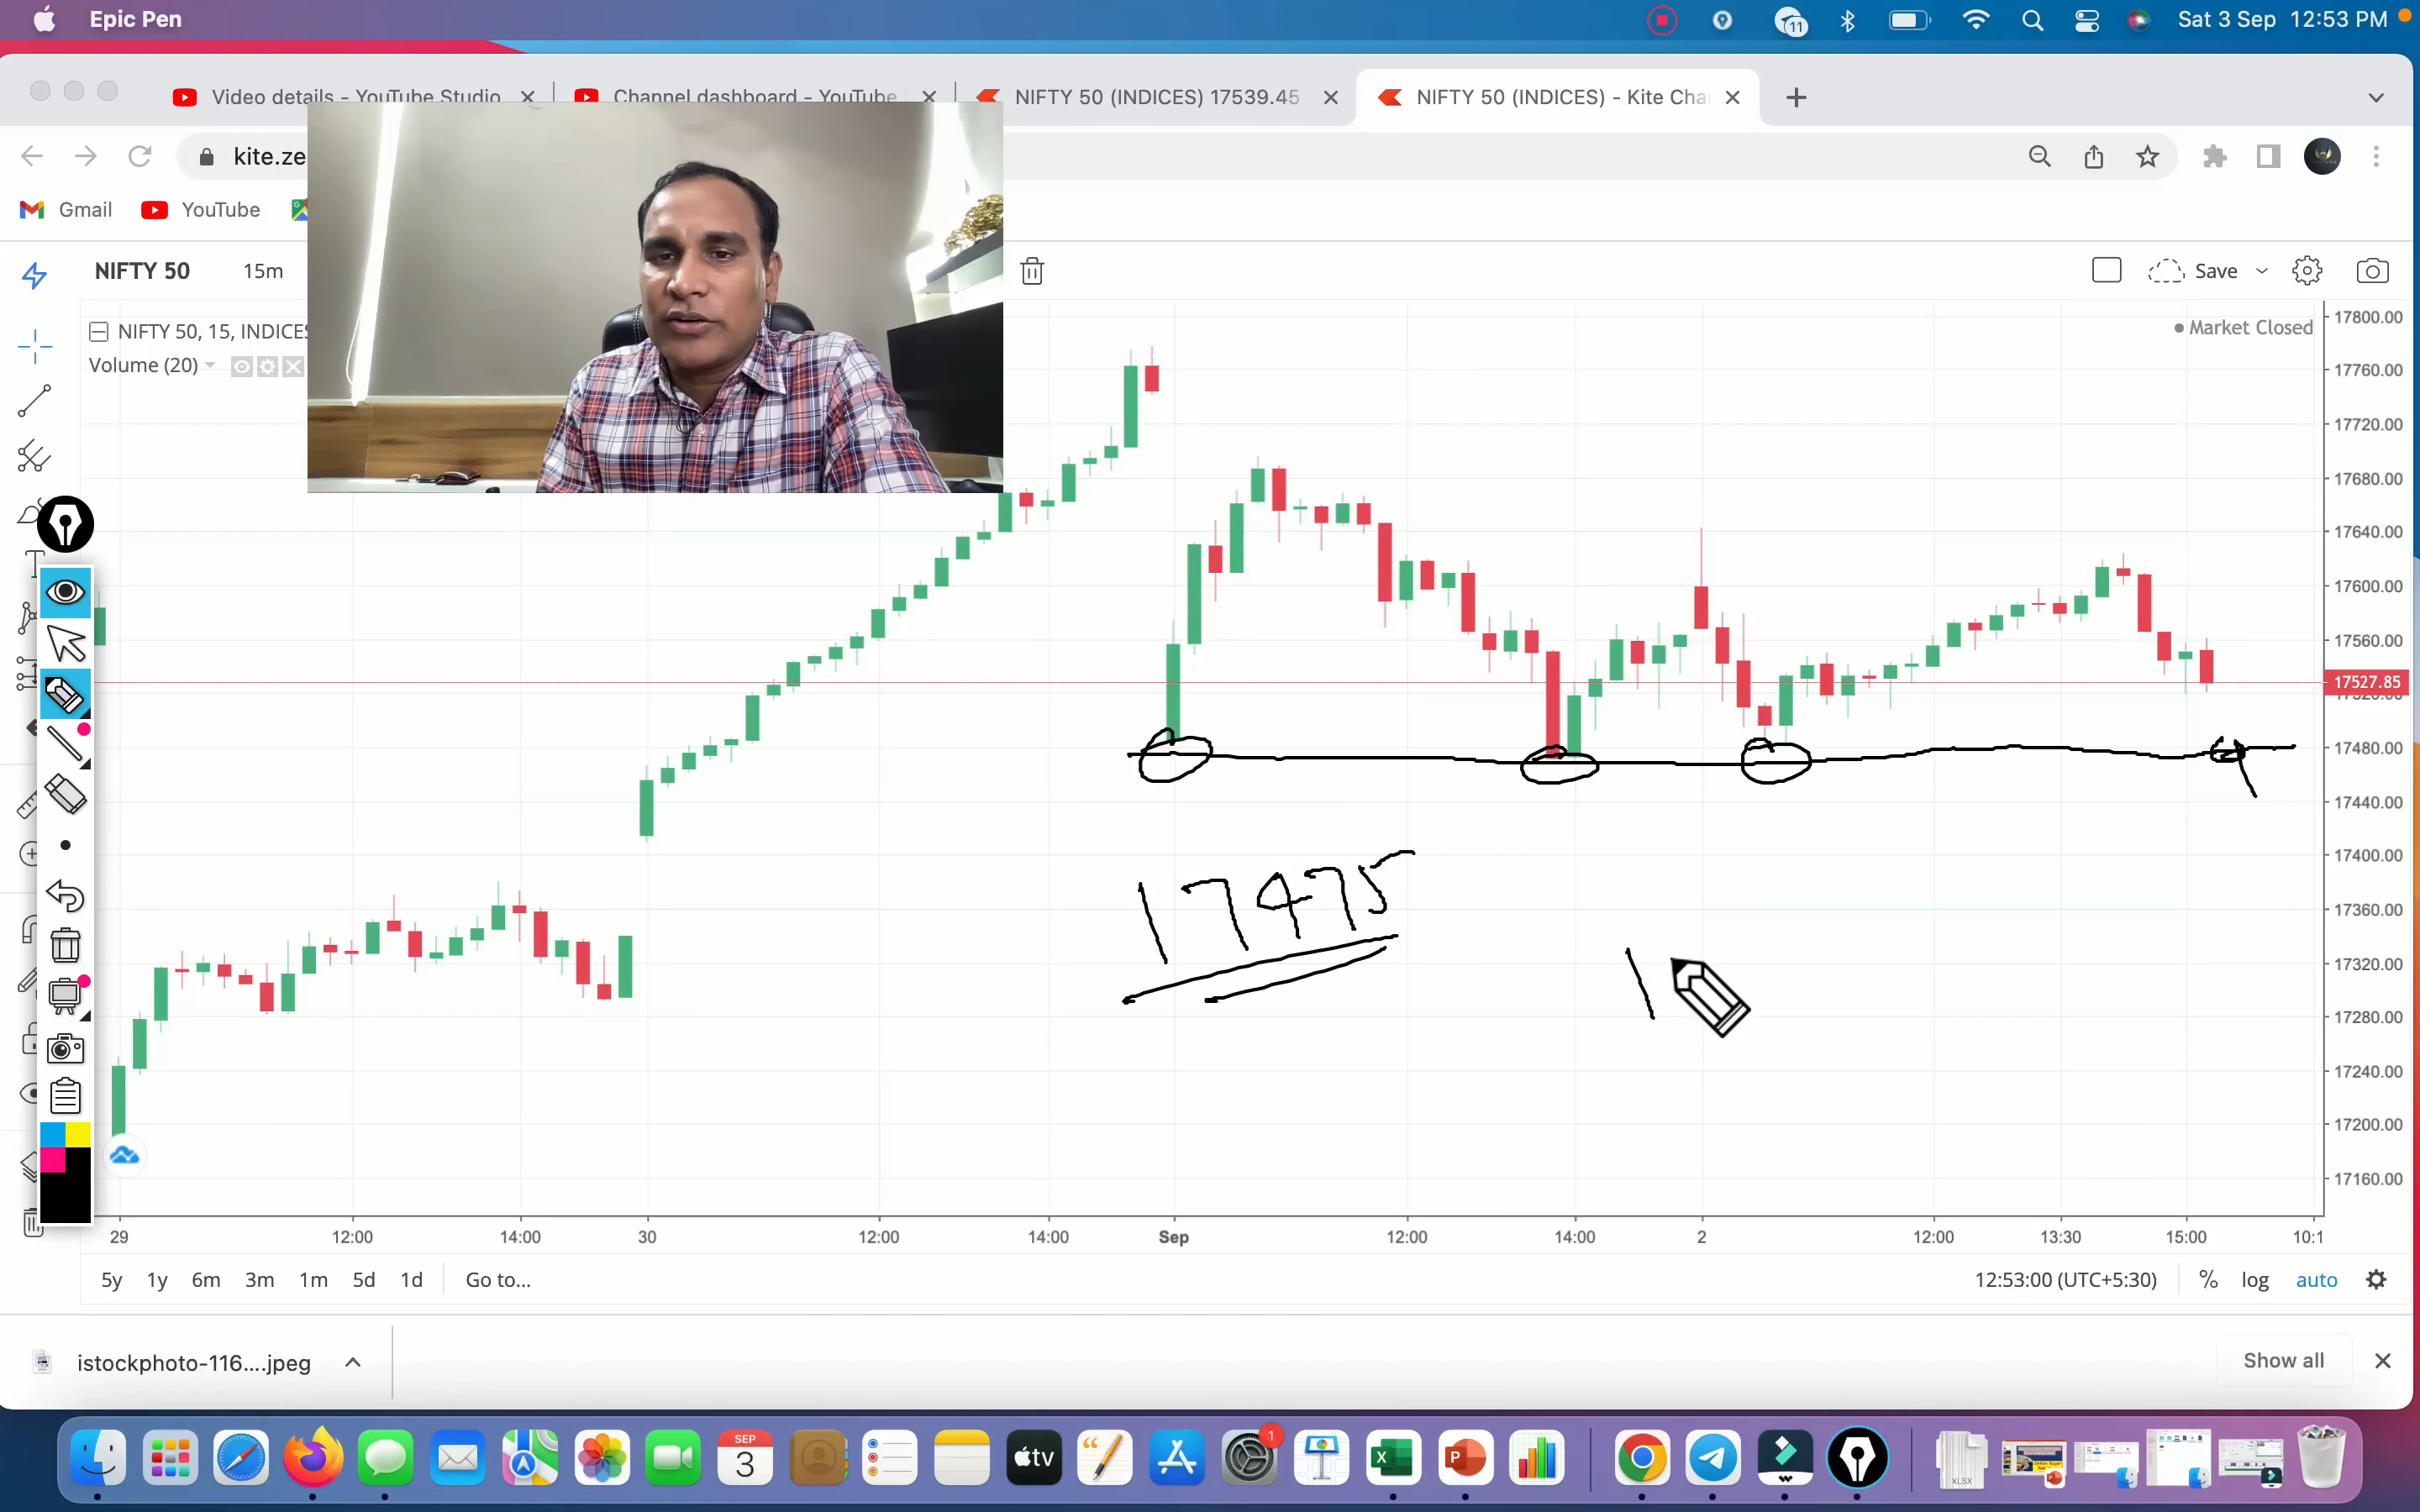 Epic Pen
11
Sat 3 Sep 12:53 PM
Video details - YouTube Studio
Channel dashboard - YouTube
NIFTY 50 (INDICES) 17539.45
NIFTY 50 (INDICES) - Kite Cha
kite.ze
Gmail
YouTube
NIFTY 50
15m
Save
NIFTY 50, 15, INDICES
Volume (20)
Market Closed
17800.00
17760.00
17720.00
17680.00
17640.00
17600.00
17560.00
17527.85
17480.00
17440.00
17400.00
17360.00
17320.00
17280.00
17240.00
17200.00
17160.00
17475
1
29
12:00
14:00
30
12:00
14:00
Sep
12:00
14:00
2
12:00
13:30
15:00
10:1
5y
1y
6m
3m
1m
5d
1d
Go to...
12:53:00 (UTC+5:30)
%
log
auto
istockphoto-116....jpeg
Show all
SEP
3
tv
1
XLSX